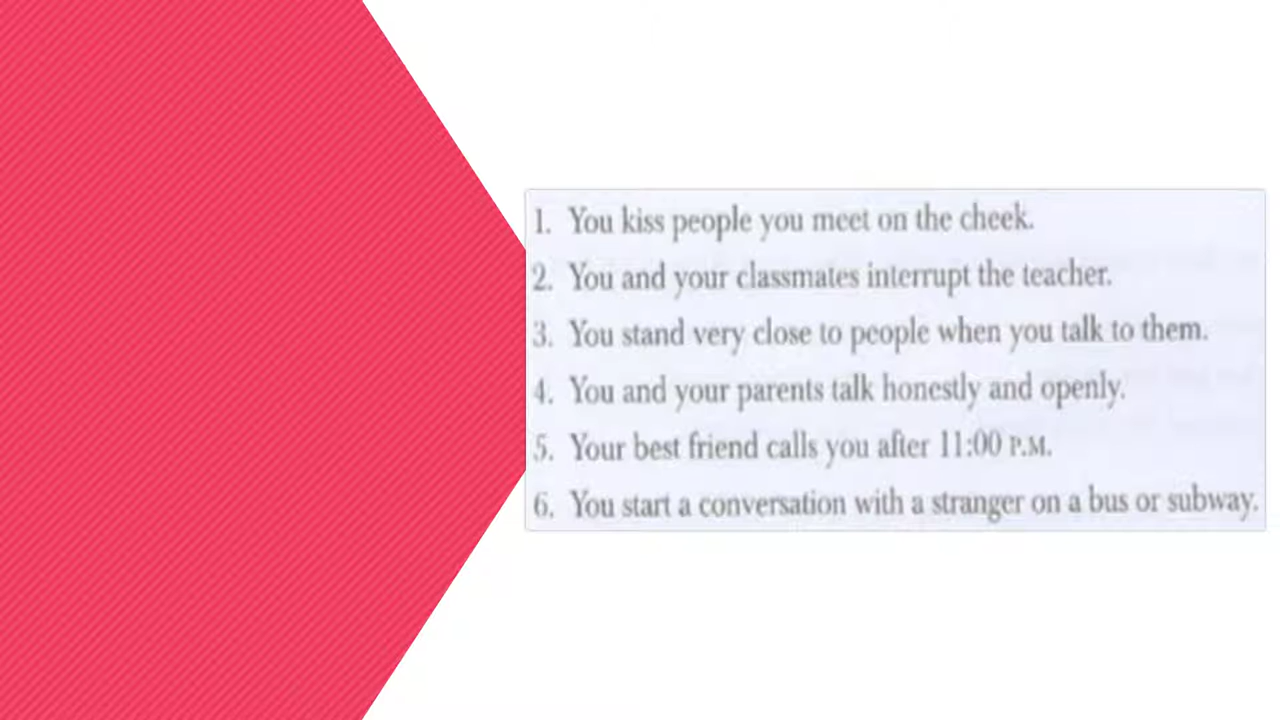 1. You kiss people you meet on the cheek.
2. You and your classmates interrupt the teacher.
3. You stand very close to people when you talk to them.
4. You and your parents talk honestly and openly.
5. Your best friend calls you after 11:00 P.M.
6. You start a conversation with a stranger on a bus or subway.